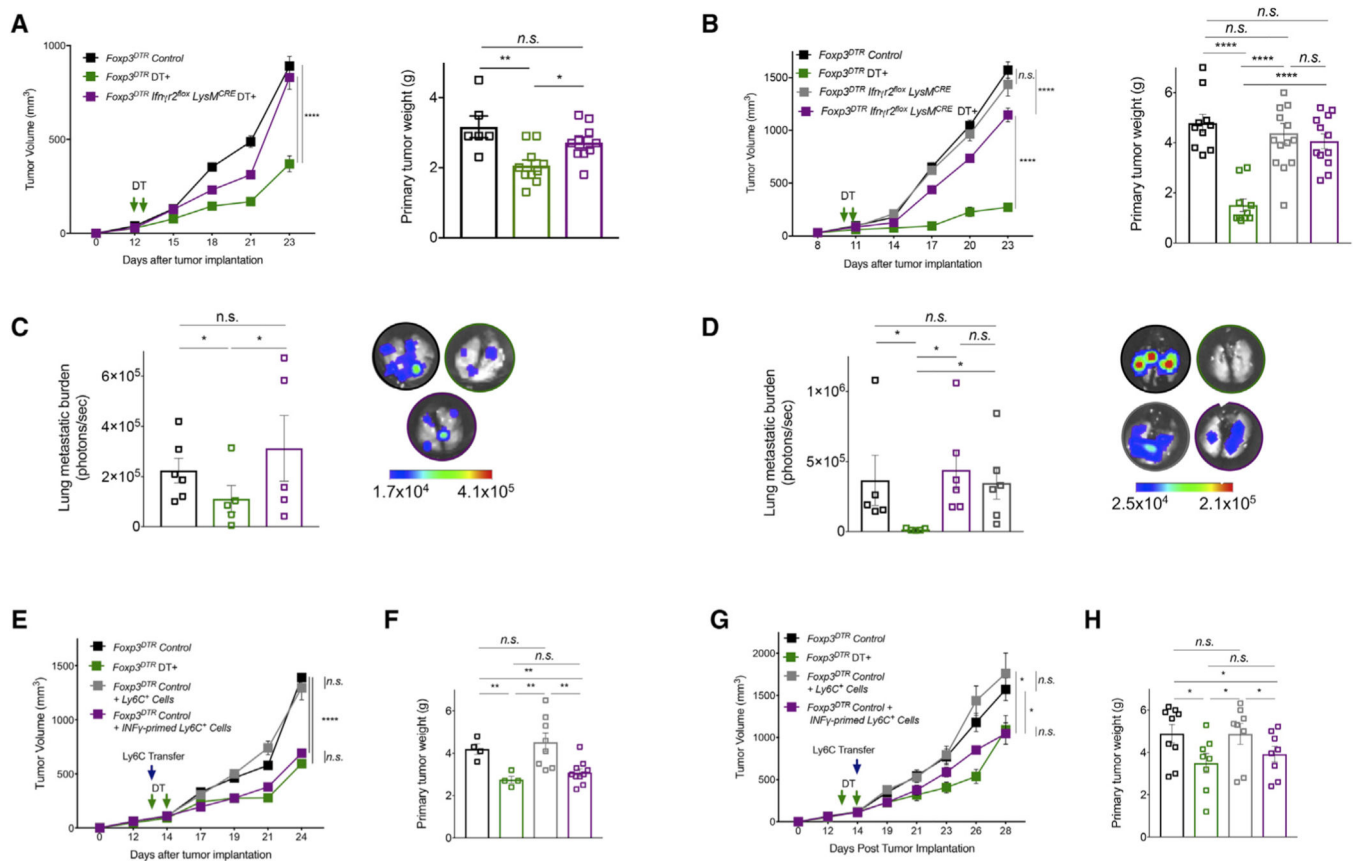 A
Foxp3DTR Control
Foxp3DTR DT+
Foxp3DTR Ifnγr2flox LysMCRE DT+
Tumor Volume (mm3)
1000
500
0
DT
****
0 12 15 18 21 23
Days after tumor implantation
n.s.
**
*
Primary tumor weight (g)
4
2
0
B
Foxp3DTR Control
Foxp3DTR DT+
Foxp3DTR Ifnγr2flox LysMCRE
Foxp3DTR Ifnγr2flox LysMCRE DT+
Tumor Volume (mm3)
1500
1000
500
0
DT
n.s.
****
****
8 11 14 17 20 23
Days after tumor implantation
n.s.
n.s.
**** **** n.s.
****
Primary tumor weight (g)
6
4
2
0
C
n.s.
* *
Lung metastatic burden
(photons/sec)
6×105
4×105
2×105
0
1.7x104 4.1x105
D
n.s.
* n.s.
*
*
Lung metastatic burden
(photons/sec)
1×106
5×105
0
2.5x104 2.1x105
E
Foxp3DTR Control
Foxp3DTR DT+
Foxp3DTR Control
+ Ly6C+ Cells
Foxp3DTR Control
+ INFγ-primed Ly6C+ Cells
Tumor Volume (mm3)
1500
1000
500
0
Ly6C Transfer
DT
n.s.
****
n.s.
0 12 14 17 19 21 24
Days after tumor implantation
F
n.s.
n.s.
**
** ** **
Primary tumor weight (g)
6
4
2
0
G
Foxp3DTR Control
Foxp3DTR DT+
Foxp3DTR Control
+ Ly6C+ Cells
Foxp3DTR Control +
INFγ-primed Ly6C+ Cells
Tumor Volume (mm3)
2000
1500
1000
500
0
Ly6C Transfer
DT
* n.s.
*
n.s.
0 12 14 19 21 23 26 28
Days Post Tumor Implantation
H
n.s.
n.s.
*
* * *
Primary tumor weight (g)
6
4
2
0